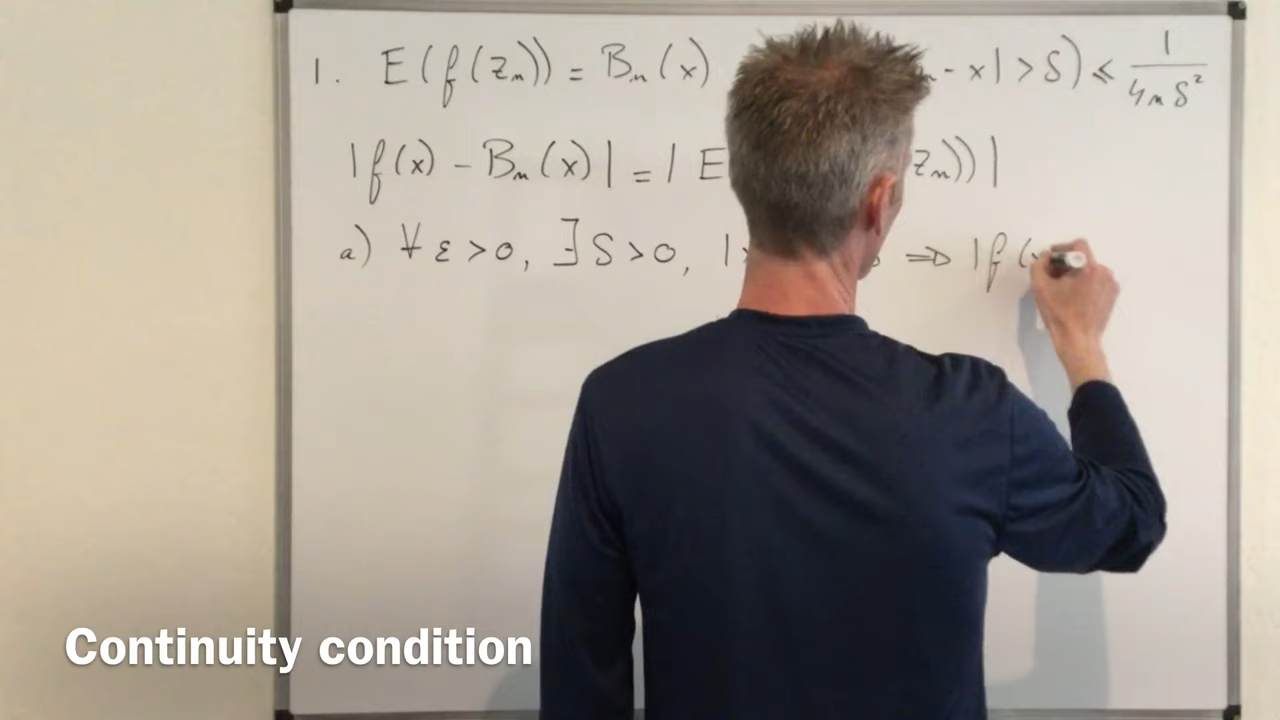 1. E(f(Zₙ)) = Bₙ(x) ₙ - x| > δ) ≤ 1/(4nδ²)
|f(x) - Bₙ(x)| = | E Zₙ))|
a) ∀ ε > 0, ∃ δ > 0, | ⇒ |f(
Continuity condition